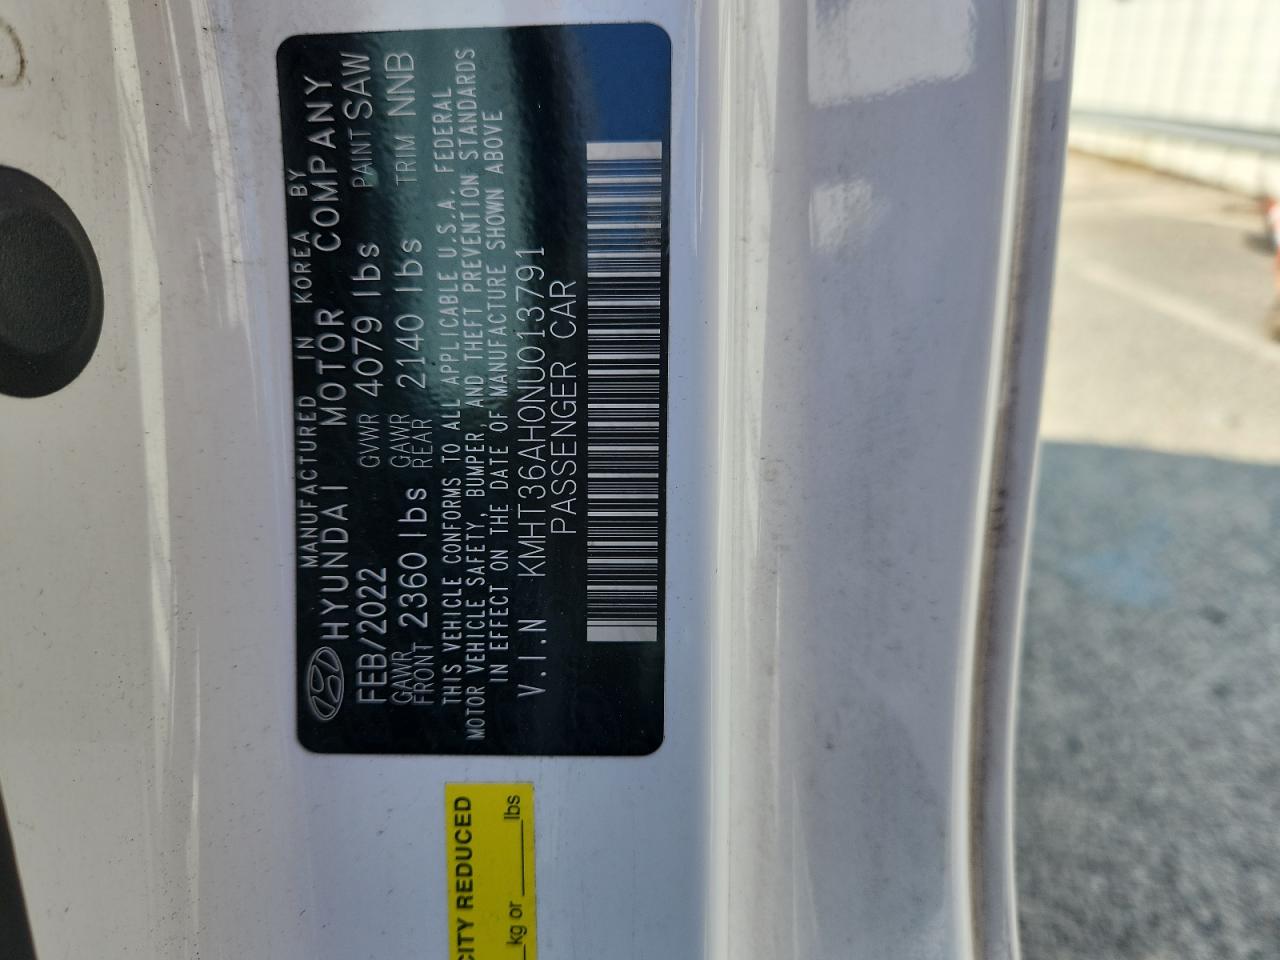 MANUFACTURED IN KOREA BY
HYUNDAI MOTOR COMPANY
FEB/2022 GVWR 4079 lbs PAINT SAW
GAWR FRONT 2360 lbs GAWR REAR 2140 lbs TRIM NNB
THIS VEHICLE CONFORMS TO ALL APPLICABLE U.S.A. FEDERAL
MOTOR VEHICLE SAFETY, BUMPER, AND THEFT PREVENTION STANDARDS
IN EFFECT ON THE DATE OF MANUFACTURE SHOWN ABOVE
V.I.N KMHT36AH0NU013791
PASSENGER CAR
CITY REDUCED
kg or ____ lbs